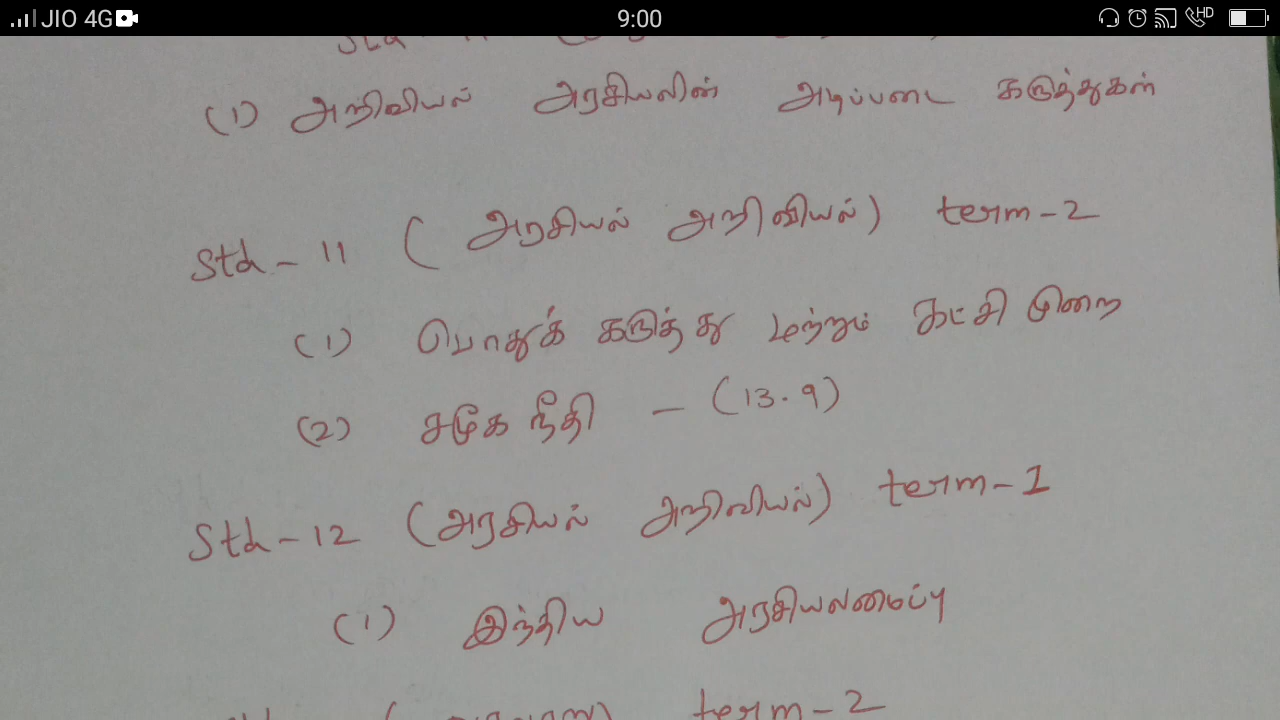 JIO 4G 9:00 HD
(1) அறிவியல் அரசியலின் அடிப்படை கருத்துகள்
Std - 11 ( அரசியல் அறிவியல் ) term - 2
(1) பொதுக் கருத்து மற்றும் கட்சி முறை
(2) சமூக நீதி - (13.9)
Std - 12 (அரசியல் அறிவியல்) term - 1
(1) இந்திய அரசியலமைப்பு
term - 2